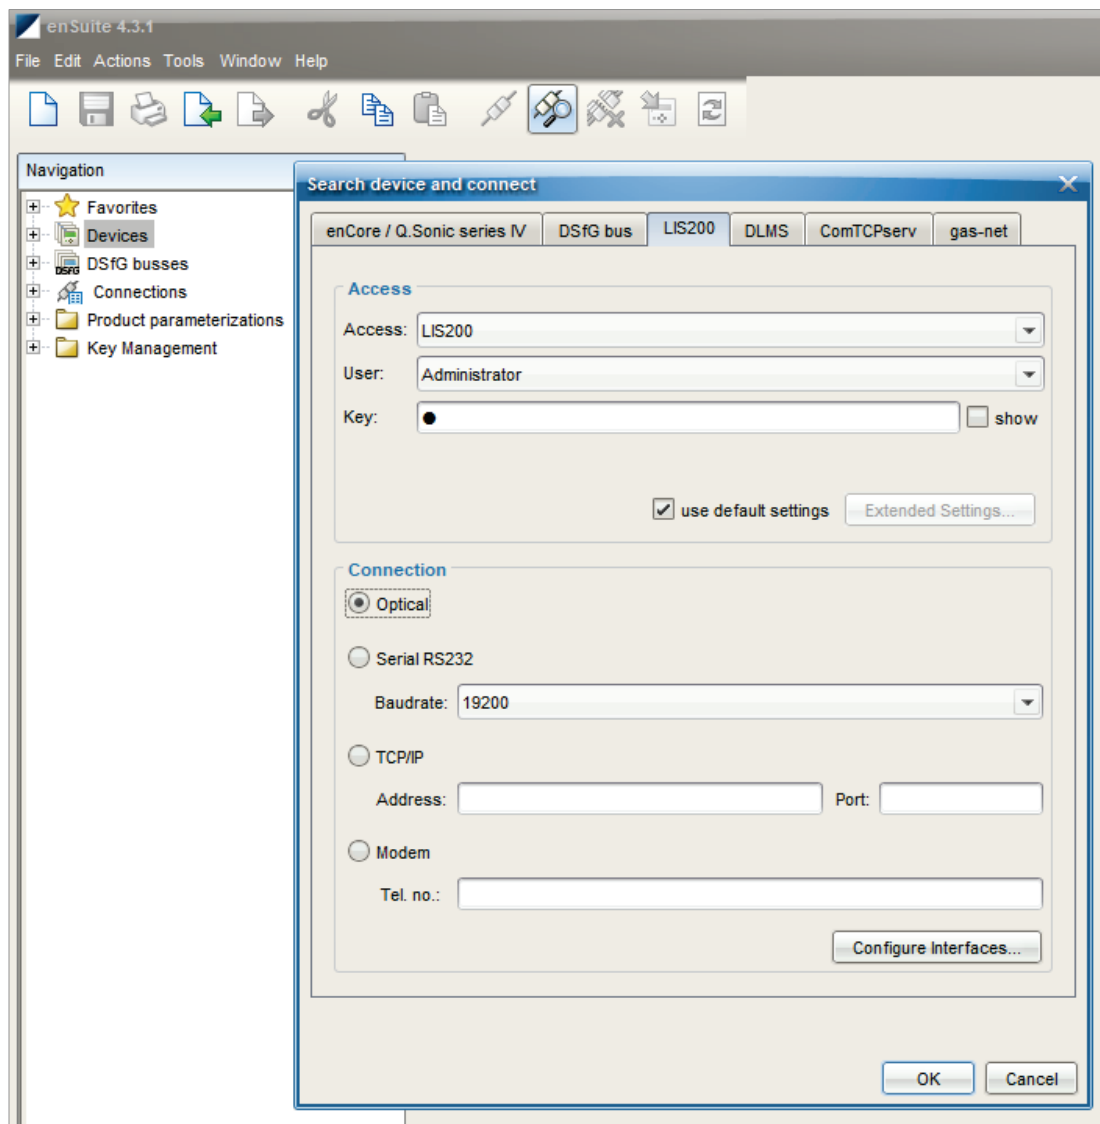 enSuite 4.3.1
File Edit Actions Tools Window Help
Navigation
Favorites
Devices
DSfG
DSfG busses
Connections
Product parameterizations
Key Management
Search device and connect
enCore / Q.Sonic series IV DSfG bus LIS200 DLMS ComTCPserv gas-net
Access
Access: LIS200
User: Administrator
Key: ● show
use default settings Extended Settings...
Connection
Optical
Serial RS232
Baudrate: 19200
TCP/IP
Address: Port:
Modem
Tel. no.:
Configure Interfaces...
OK Cancel